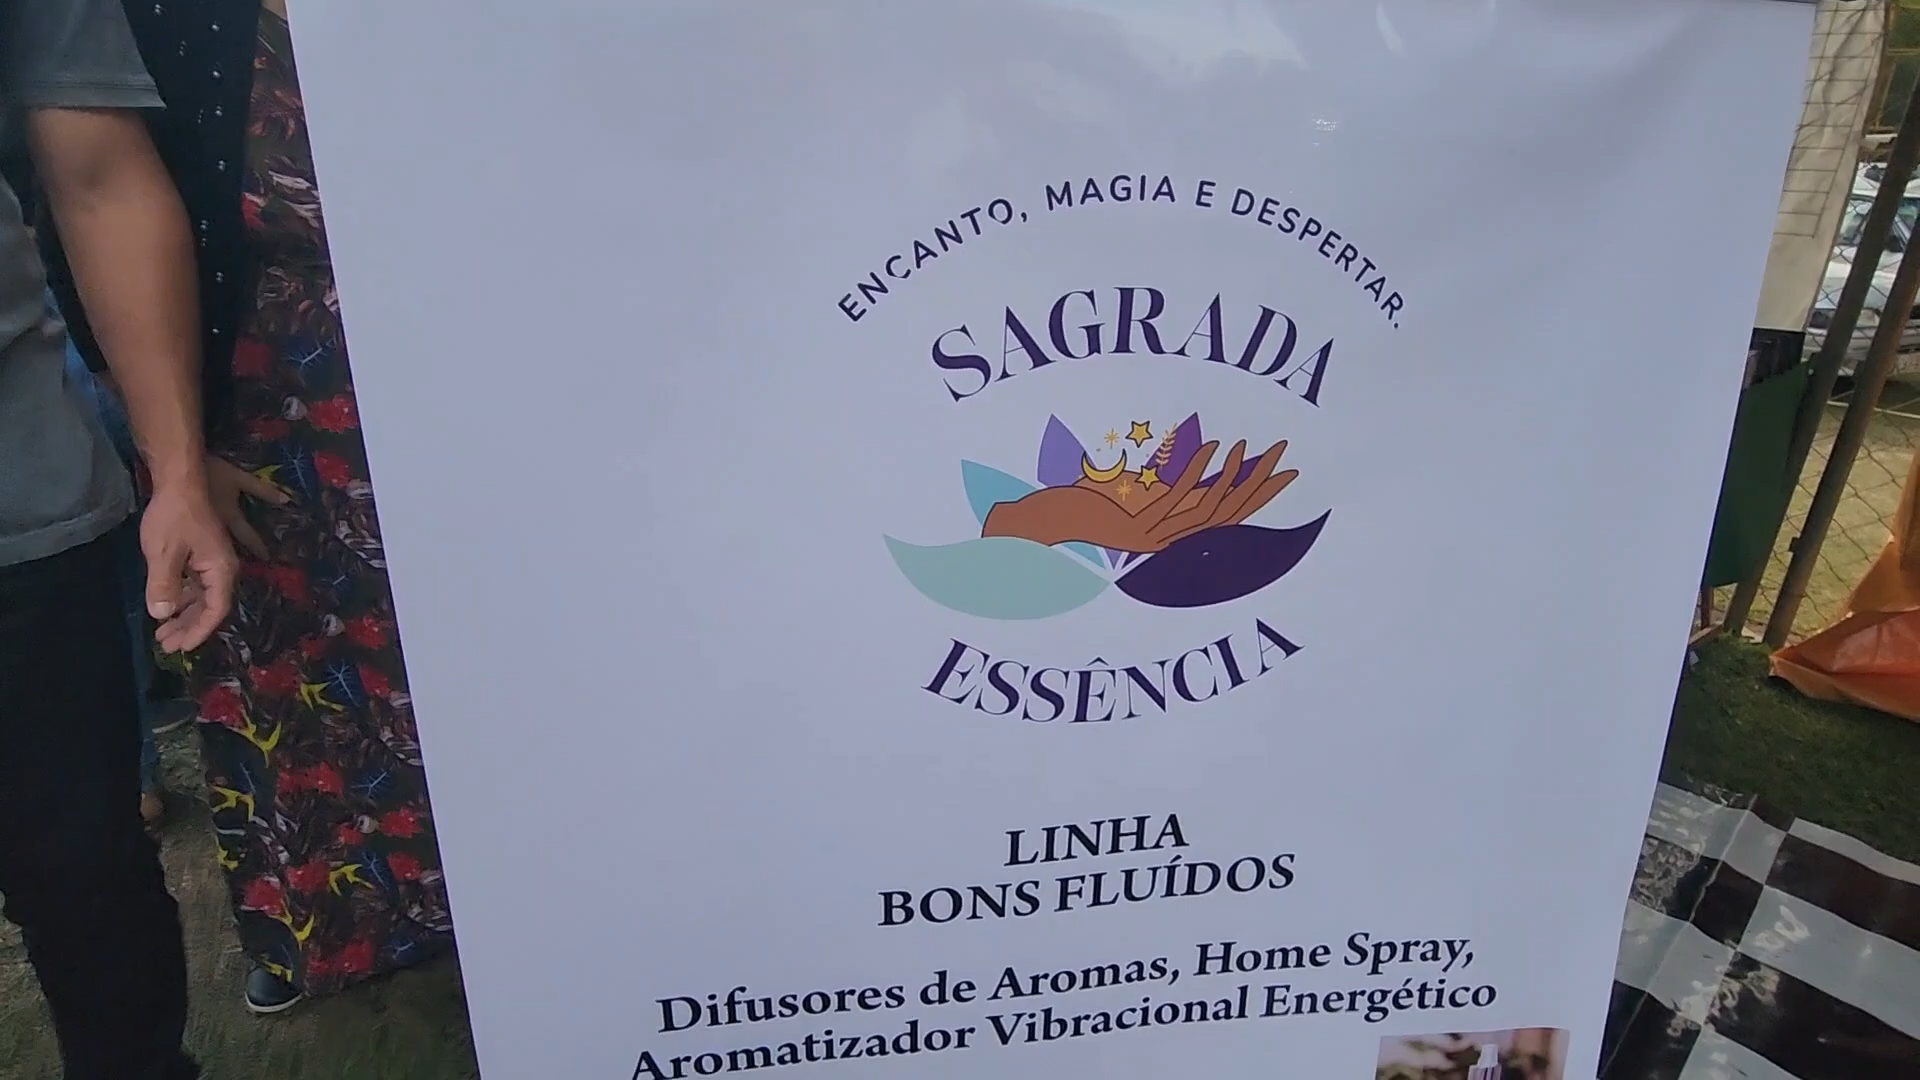 ENCANTO, MAGIA E DESPERTAR.
SAGRADA
ESSÊNCIA
LINHA
BONS FLUÍDOS
Difusores de Aromas, Home Spray,
Aromatizador Vibracional Energético